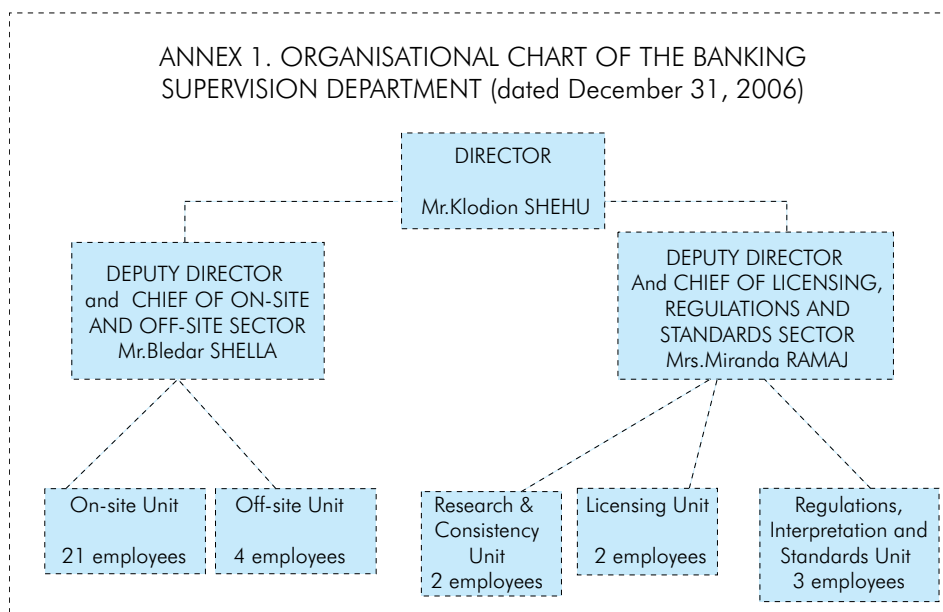 ANNEX 1. ORGANISATIONAL CHART OF THE BANKING
SUPERVISION DEPARTMENT (dated December 31, 2006)
DIRECTOR
Mr.Klodion SHEHU
DEPUTY DIRECTOR
and CHIEF OF ON-SITE
AND OFF-SITE SECTOR
Mr.Bledar SHELLA
DEPUTY DIRECTOR
And CHIEF OF LICENSING,
REGULATIONS AND
STANDARDS SECTOR
Mrs.Miranda RAMAJ
On-site Unit
21 employees
Off-site Unit
4 employees
Research &
Consistency
Unit
2 employees
Licensing Unit
2 employees
Regulations,
Interpretation and
Standards Unit
3 employees